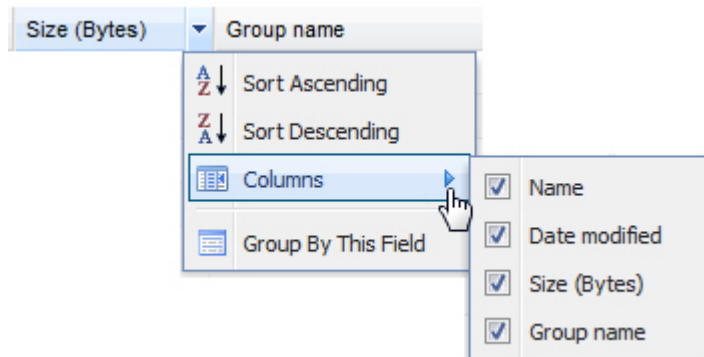 Size (Bytes) Group name
Sort Ascending
Sort Descending
Columns
Group By This Field
Name
Date modified
Size (Bytes)
Group name